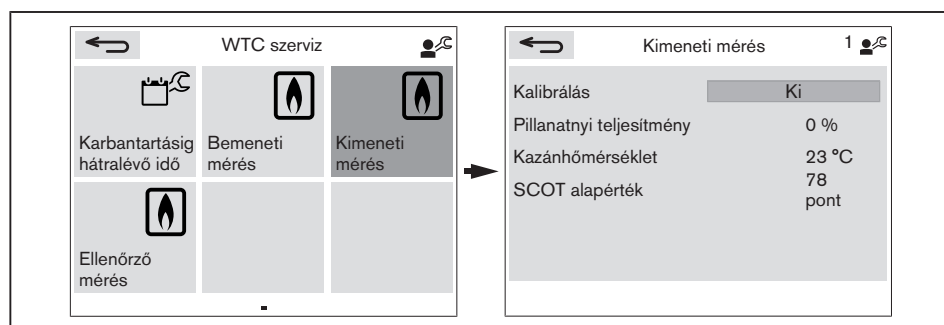 WTC szerviz
Karbantartásig
hátralévő idő
Bemeneti
mérés
Kimeneti
mérés
Ellenőrző
mérés
Kimeneti mérés
1
Kalibrálás
Ki
Pillanatnyi teljesítmény
0 %
Kazánhőmérséklet
23 °C
SCOT alapérték
78
pont